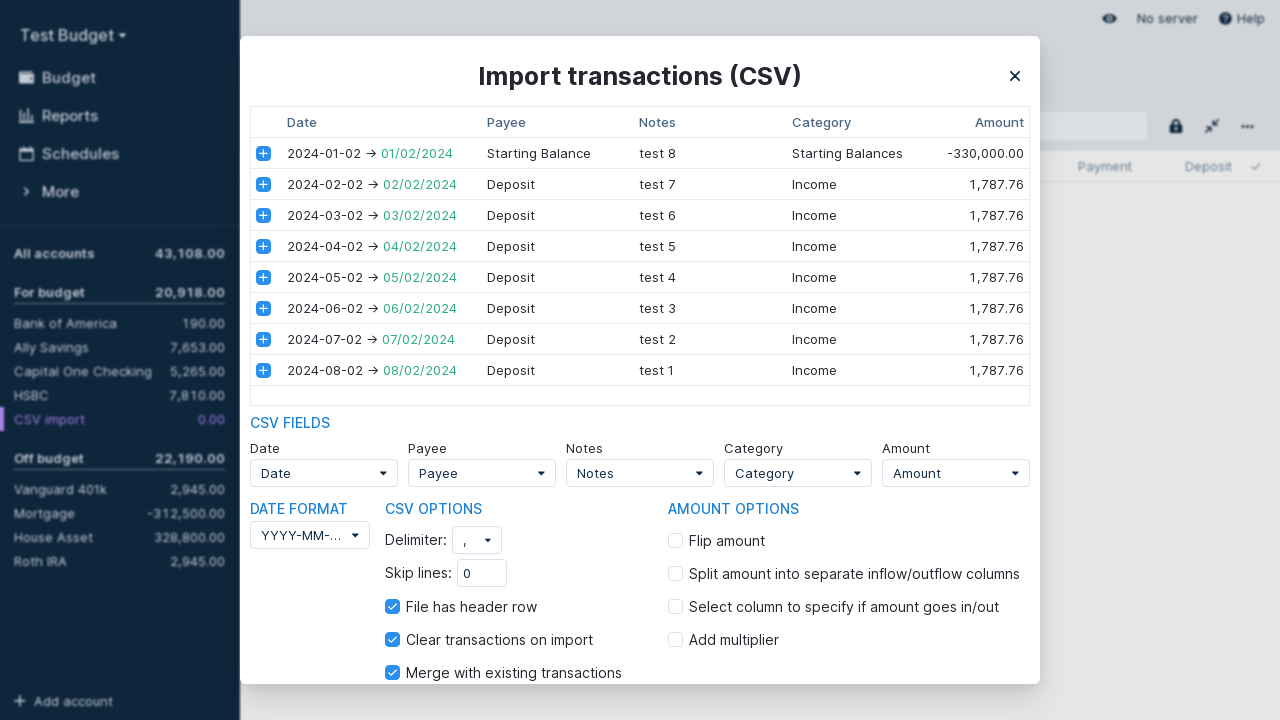 Test Budget
Budget
Reports
Schedules
More
All accounts 43,108.00
For budget 20,918.00
Bank of America 190.00
Ally Savings 7,653.00
Capital One Checking 5,265.00
HSBC 7,810.00
CSV import 0.00
Off budget 22,190.00
Vanguard 401k 2,945.00
Mortgage -312,500.00
House Asset 328,800.00
Roth IRA 2,945.00
Add account
No server Help
Payment Deposit
Import transactions (CSV)
Date Payee Notes Category Amount
2024-01-02 → 01/02/2024 Starting Balance test 8 Starting Balances -330,000.00
2024-02-02 → 02/02/2024 Deposit test 7 Income 1,787.76
2024-03-02 → 03/02/2024 Deposit test 6 Income 1,787.76
2024-04-02 → 04/02/2024 Deposit test 5 Income 1,787.76
2024-05-02 → 05/02/2024 Deposit test 4 Income 1,787.76
2024-06-02 → 06/02/2024 Deposit test 3 Income 1,787.76
2024-07-02 → 07/02/2024 Deposit test 2 Income 1,787.76
2024-08-02 → 08/02/2024 Deposit test 1 Income 1,787.76
CSV FIELDS
Date Payee Notes Category Amount
Date Payee Notes Category Amount
DATE FORMAT
YYYY-MM-...
CSV OPTIONS
Delimiter: ,
Skip lines: 0
File has header row
Clear transactions on import
Merge with existing transactions
AMOUNT OPTIONS
Flip amount
Split amount into separate inflow/outflow columns
Select column to specify if amount goes in/out
Add multiplier